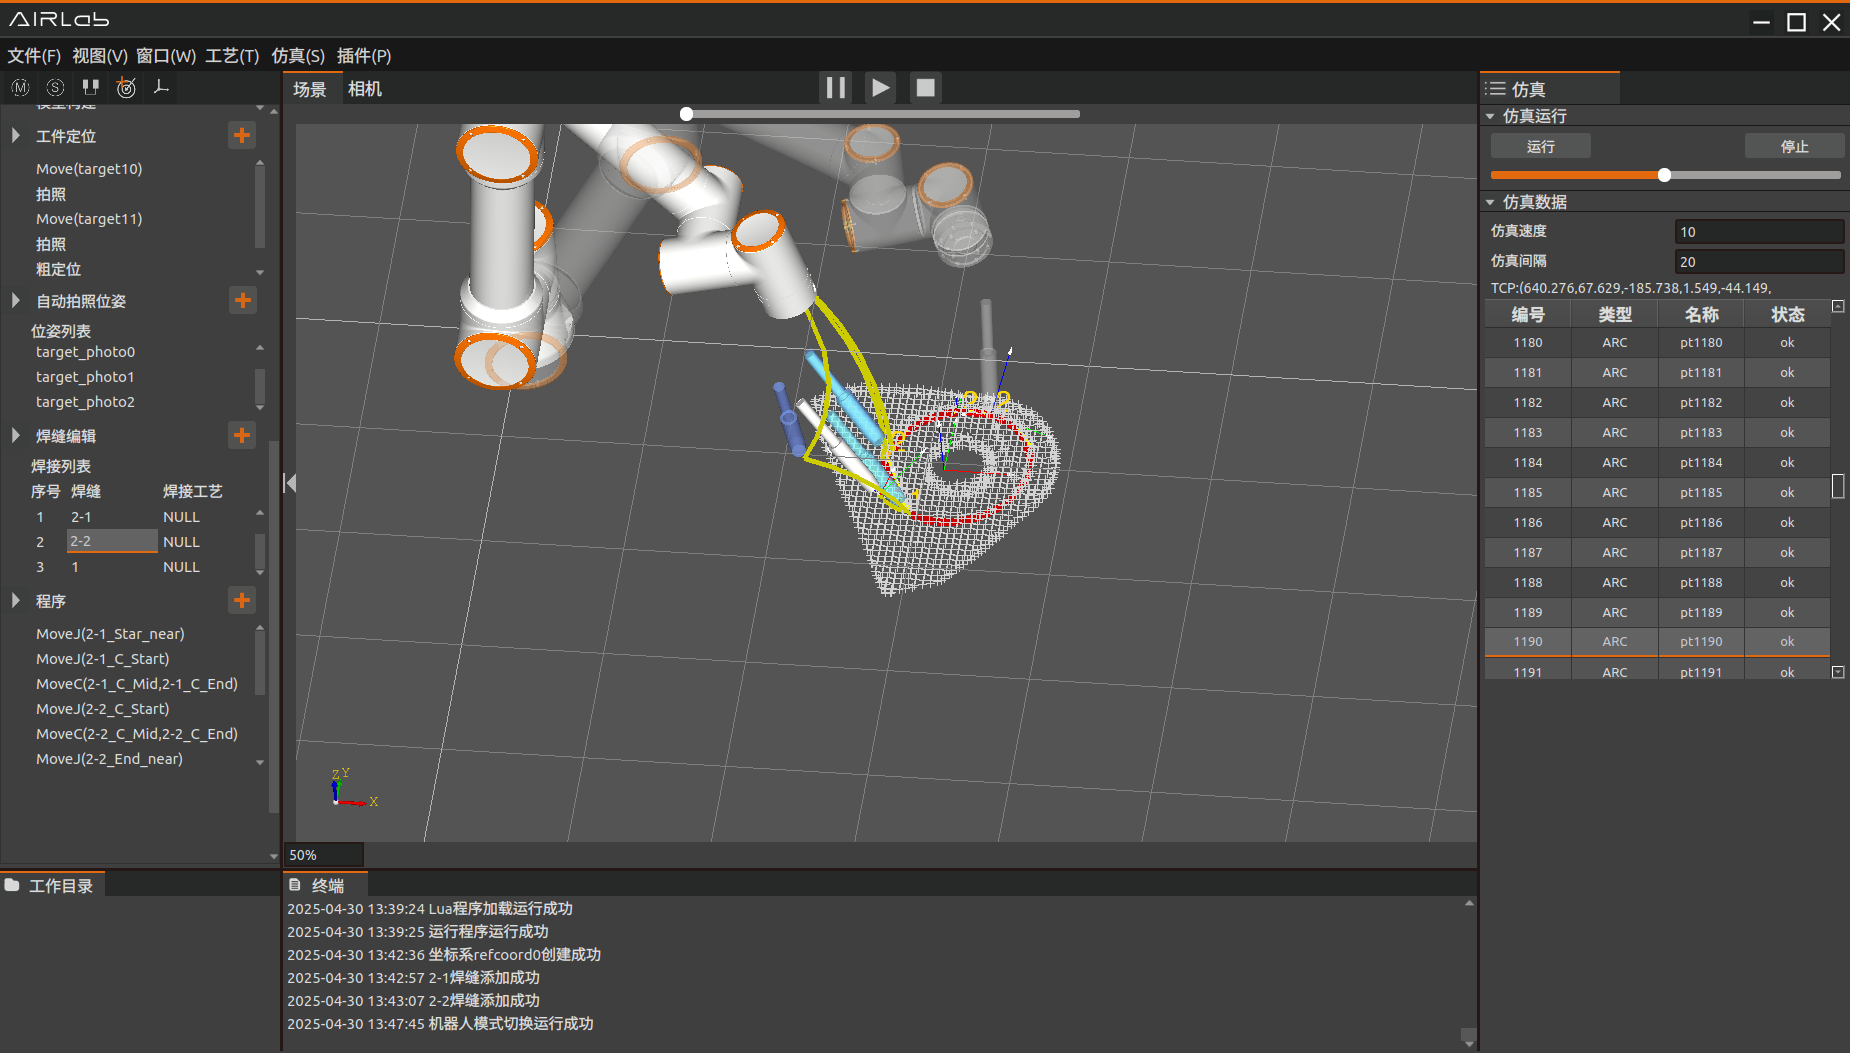 AIRLab
文件(F) 视图(V) 窗口(W) 工艺(T) 仿真(S) 插件(P)
M S
模型构建
工件定位
Move(target10)
拍照
Move(target11)
拍照
粗定位
自动拍照位姿
位姿列表
target_photo0
target_photo1
target_photo2
焊缝编辑
焊接列表
序号 焊缝 焊接工艺
1 2-1 NULL
2 2-2 NULL
3 1 NULL
程序
MoveJ(2-1_Star_near)
MoveJ(2-1_C_Start)
MoveC(2-1_C_Mid,2-1_C_End)
MoveJ(2-2_C_Start)
MoveC(2-2_C_Mid,2-2_C_End)
MoveJ(2-2_End_near)
工作目录
场景 相机
Z Y
X
50%
终端
2025-04-30 13:39:24 Lua程序加载运行成功
2025-04-30 13:39:25 运行程序运行成功
2025-04-30 13:42:36 坐标系refcoord0创建成功
2025-04-30 13:42:57 2-1焊缝添加成功
2025-04-30 13:43:07 2-2焊缝添加成功
2025-04-30 13:47:45 机器人模式切换运行成功
仿真
仿真运行
运行 停止
仿真数据
仿真速度 10
仿真间隔 20
TCP:(640.276,67.629,-185.738,1.549,-44.149,
编号 类型 名称 状态
1180 ARC pt1180 ok
1181 ARC pt1181 ok
1182 ARC pt1182 ok
1183 ARC pt1183 ok
1184 ARC pt1184 ok
1185 ARC pt1185 ok
1186 ARC pt1186 ok
1187 ARC pt1187 ok
1188 ARC pt1188 ok
1189 ARC pt1189 ok
1190 ARC pt1190 ok
1191 ARC pt1191 ok